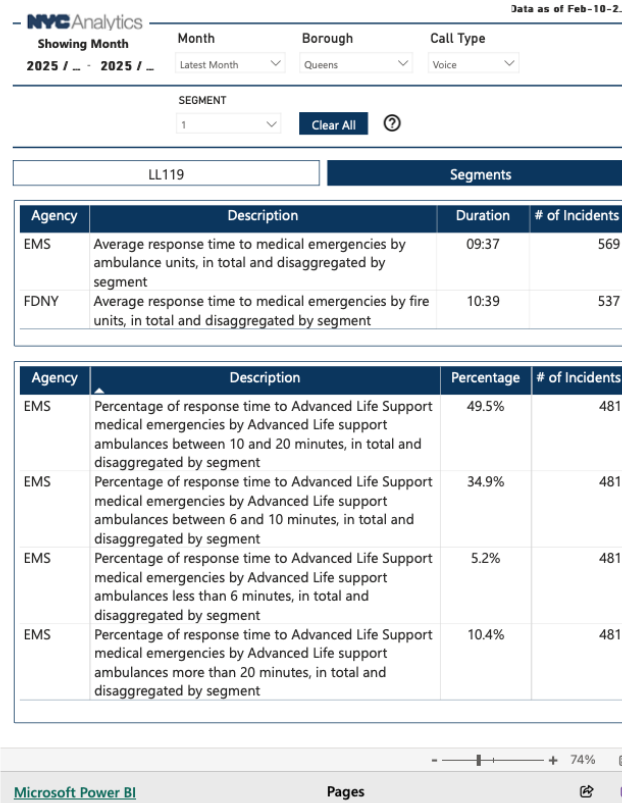 Data as of Feb-10-2..
NYC Analytics
Showing Month
2025 / ... - 2025 / ...
Month
Borough
Call Type
Latest Month
Queens
Voice
SEGMENT
1
Clear All
?
LL119
Segments
Agency Description Duration # of Incidents
EMS Average response time to medical emergencies by 09:37 569
ambulance units, in total and disaggregated by
segment
FDNY Average response time to medical emergencies by fire 10:39 537
units, in total and disaggregated by segment
Agency Description Percentage # of Incidents
EMS Percentage of response time to Advanced Life Support 49.5% 481
medical emergencies by Advanced Life support
ambulances between 10 and 20 minutes, in total and
disaggregated by segment
EMS Percentage of response time to Advanced Life Support 34.9% 481
medical emergencies by Advanced Life support
ambulances between 6 and 10 minutes, in total and
disaggregated by segment
EMS Percentage of response time to Advanced Life Support 5.2% 481
medical emergencies by Advanced Life support
ambulances less than 6 minutes, in total and
disaggregated by segment
EMS Percentage of response time to Advanced Life Support 10.4% 481
medical emergencies by Advanced Life support
ambulances more than 20 minutes, in total and
disaggregated by segment
- + 74%
Microsoft Power BI
Pages